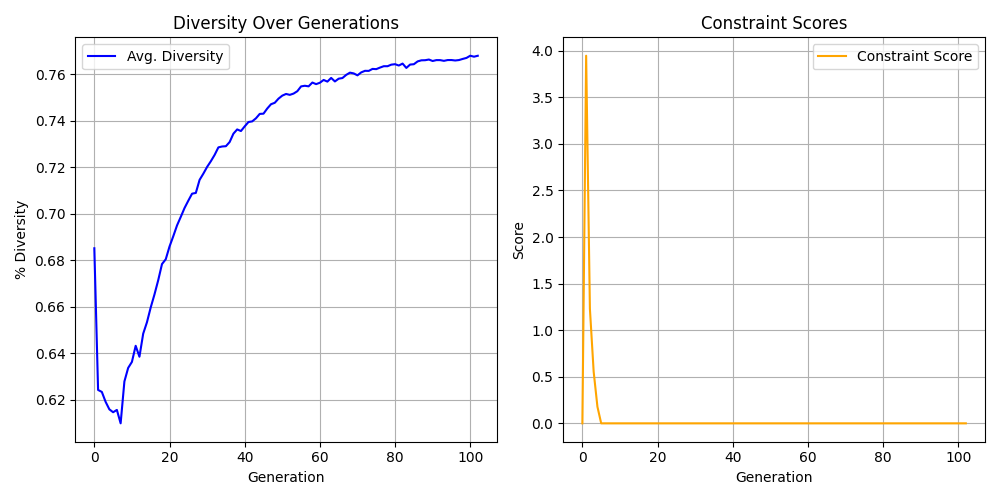 Diversity Over Generations
Avg. Diversity
% Diversity
0.76
0.74
0.72
0.70
0.68
0.66
0.64
0.62
0 20 40 60 80 100
Generation
Constraint Scores
Constraint Score
Score
4.0
3.5
3.0
2.5
2.0
1.5
1.0
0.5
0.0
0 20 40 60 80 100
Generation